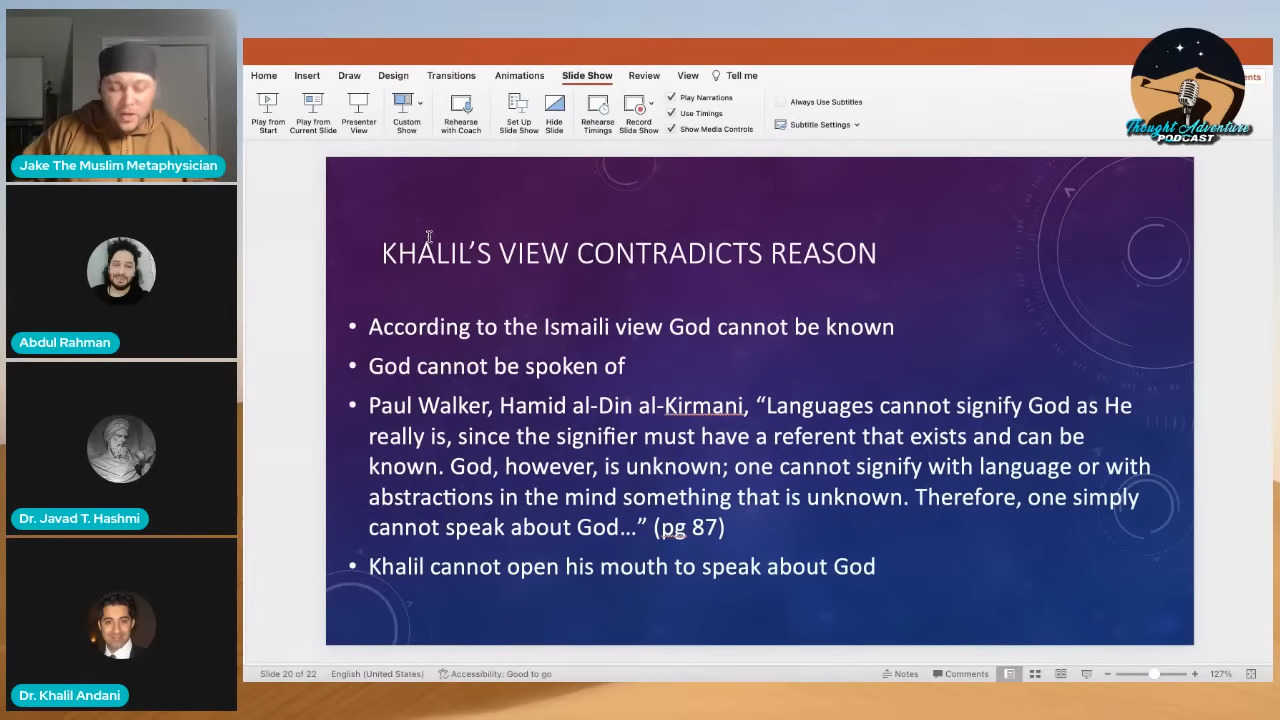 Jake The Muslim Metaphysician
Abdul Rahman
Dr. Javad T. Hashmi
Dr. Khalil Andani
Home Insert Draw Design Transitions Animations Slide Show Review View Tell me
Play from Start
Play from Current Slide
Presenter View
Custom Show
Rehearse with Coach
Set Up Slide Show
Hide Slide
Rehearse Timings
Record Slide Show
Play Narrations
Use Timings
Show Media Controls
Always Use Subtitles
Subtitle Settings
ents
Thought Adventure
PODCAST
KHALIL’S VIEW CONTRADICTS REASON
• According to the Ismaili view God cannot be known
• God cannot be spoken of
• Paul Walker, Hamid al-Din al-Kirmani, “Languages cannot signify God as He
really is, since the signifier must have a referent that exists and can be
known. God, however, is unknown; one cannot signify with language or with
abstractions in the mind something that is unknown. Therefore, one simply
cannot speak about God…” (pg 87)
• Khalil cannot open his mouth to speak about God
Slide 20 of 22 English (United States) Accessibility: Good to go Notes Comments 127%